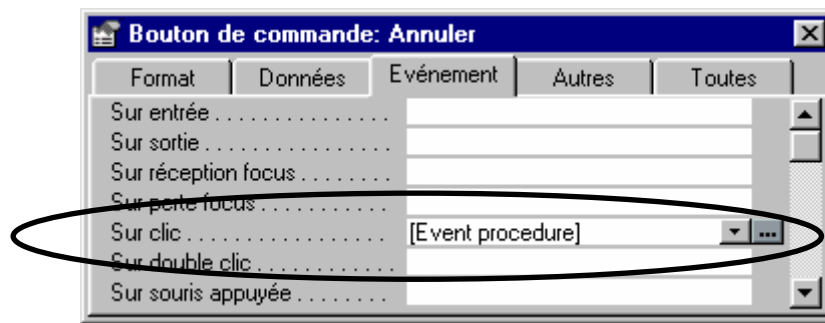 Bouton de commande: Annuler
Format Données Evénement Autres Toutes
Sur entrée . . . . . . . . . . . . . . .
Sur sortie . . . . . . . . . . . . . . . .
Sur réception focus . . . . . . . .
Sur perte focus . . . . . . . . . . .
Sur clic . . . . . . . . . . . . . . . . . [Event procedure] ...
Sur double clic . . . . . . . . . . . .
Sur souris appuyée . . . . . . . .